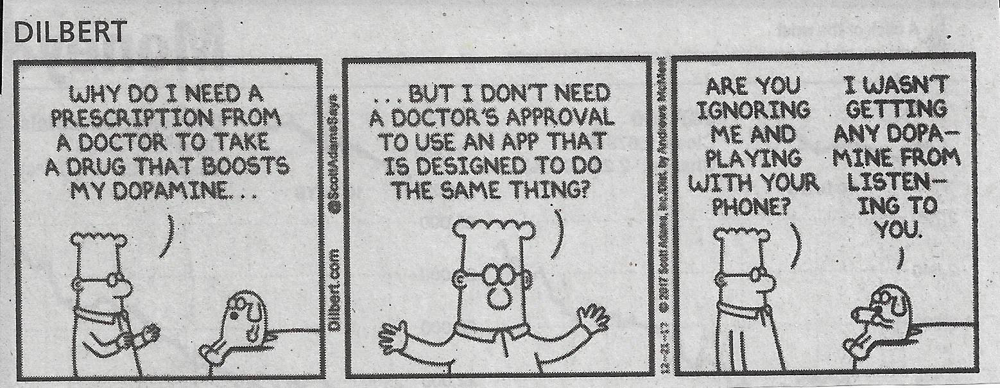 DILBERT
WHY DO I NEED A
PRESCRIPTION FROM
A DOCTOR TO TAKE
A DRUG THAT BOOSTS
MY DOPAMINE...
Dilbert.com @ScottAdamsSays
... BUT I DON'T NEED
A DOCTOR'S APPROVAL
TO USE AN APP THAT
IS DESIGNED TO DO
THE SAME THING?
12-21-17 © 2017 Scott Adams, Inc./Dist. by Andrews McMeel
ARE YOU
IGNORING
ME AND
PLAYING
WITH YOUR
PHONE?
I WASN'T
GETTING
ANY DOPA-
MINE FROM
LISTEN-
ING TO
YOU.